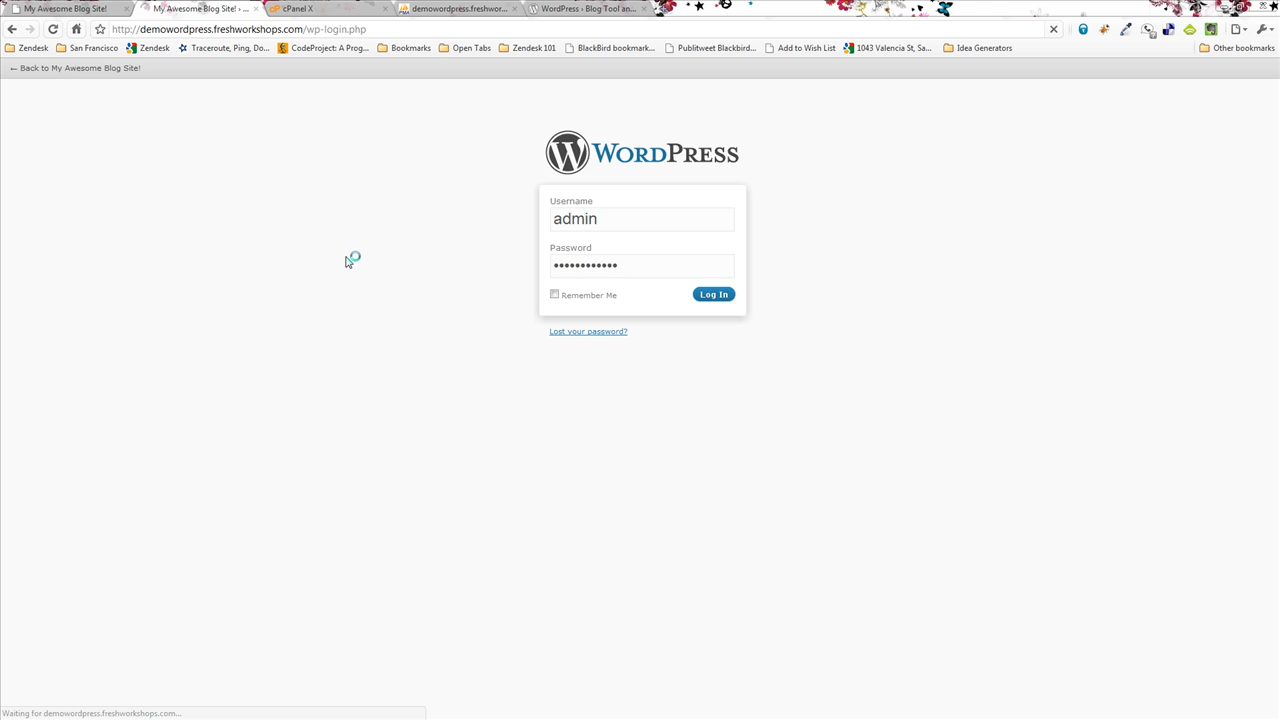 My Awesome Blog Site!
My Awesome Blog Site! › ...
cPanel X
demowordpress.freshworks...
WordPress › Blog Tool an...
http://demowordpress.freshworkshops.com/wp-login.php
Zendesk
San Francisco
Zendesk
Traceroute, Ping, Do...
CodeProject: A Prog...
Bookmarks
Open Tabs
Zendesk 101
BlackBird bookmark...
Publitweet Blackbird...
Add to Wish List
1043 Valencia St, Sa...
Idea Generators
Other bookmarks
← Back to My Awesome Blog Site!
WORDPRESS
Username
admin
Password
••••••••••••
Remember Me
Log In
Lost your password?
Waiting for demowordpress.freshworkshops.com...